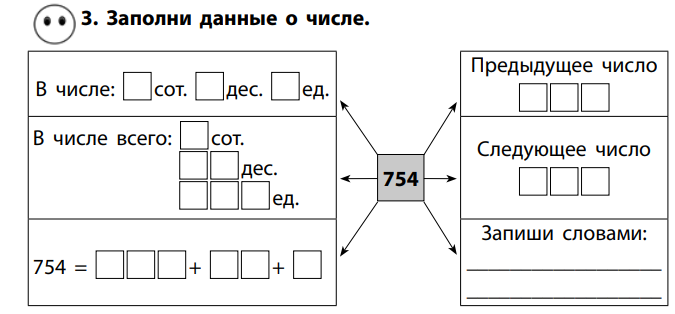 3. Заполни данные о числе.
В числе: сот. дес. ед.
В числе всего: сот.
дес.
ед.
754 = + +
754
Предыдущее число
Следующее число
Запиши словами: